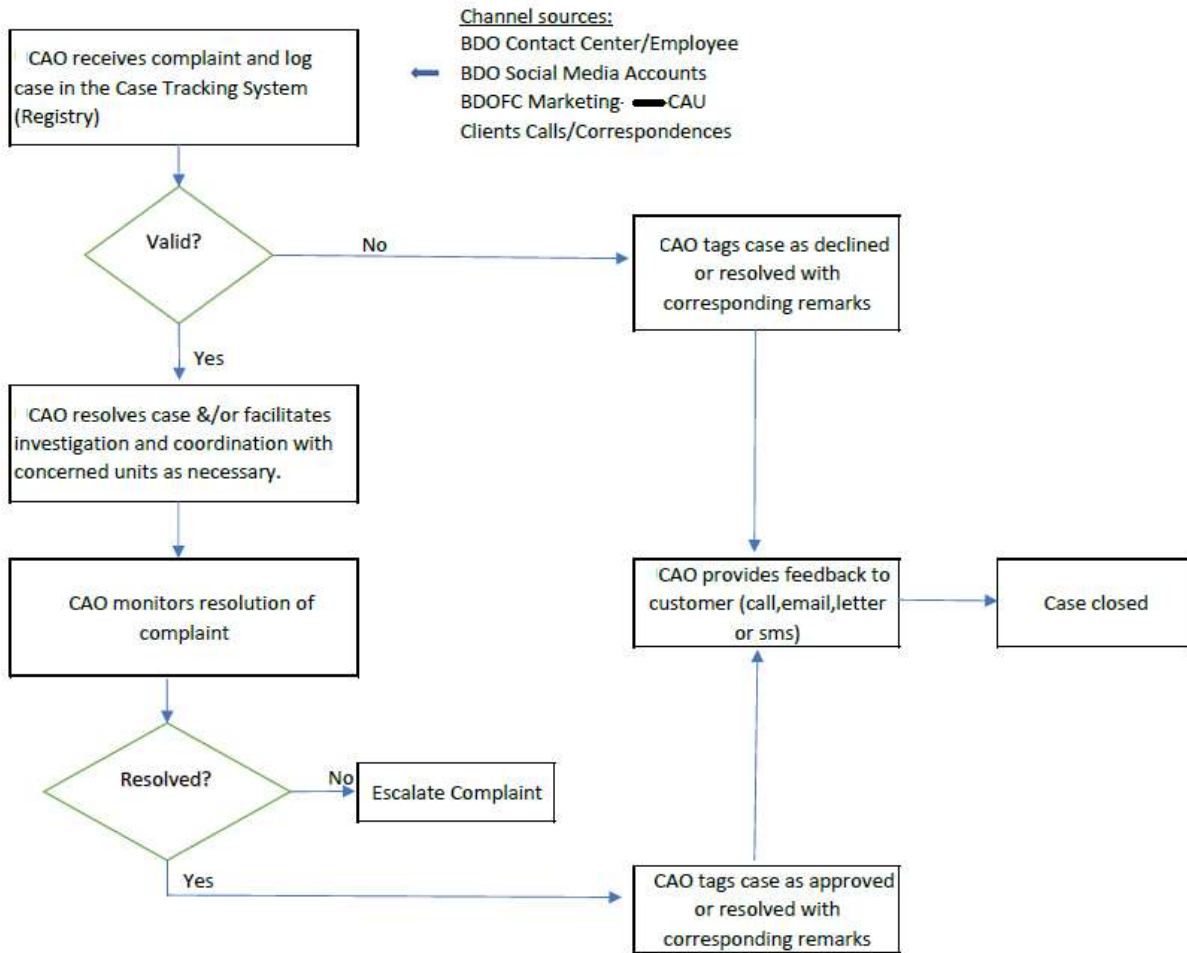 Channel sources:
BDO Contact Center/Employee
BDO Social Media Accounts
BDOFC Marketing- CAU
Clients Calls/Correspondences
CAO receives complaint and log
case in the Case Tracking System
(Registry)
Valid?
No
CAO tags case as declined
or resolved with
corresponding remarks
Yes
CAO resolves case &/or facilitates
investigation and coordination with
concerned units as necessary.
CAO monitors resolution of
complaint
CAO provides feedback to
customer (call,email,letter
or sms)
Case closed
Resolved?
No
Escalate Complaint
Yes
CAO tags case as approved
or resolved with
corresponding remarks